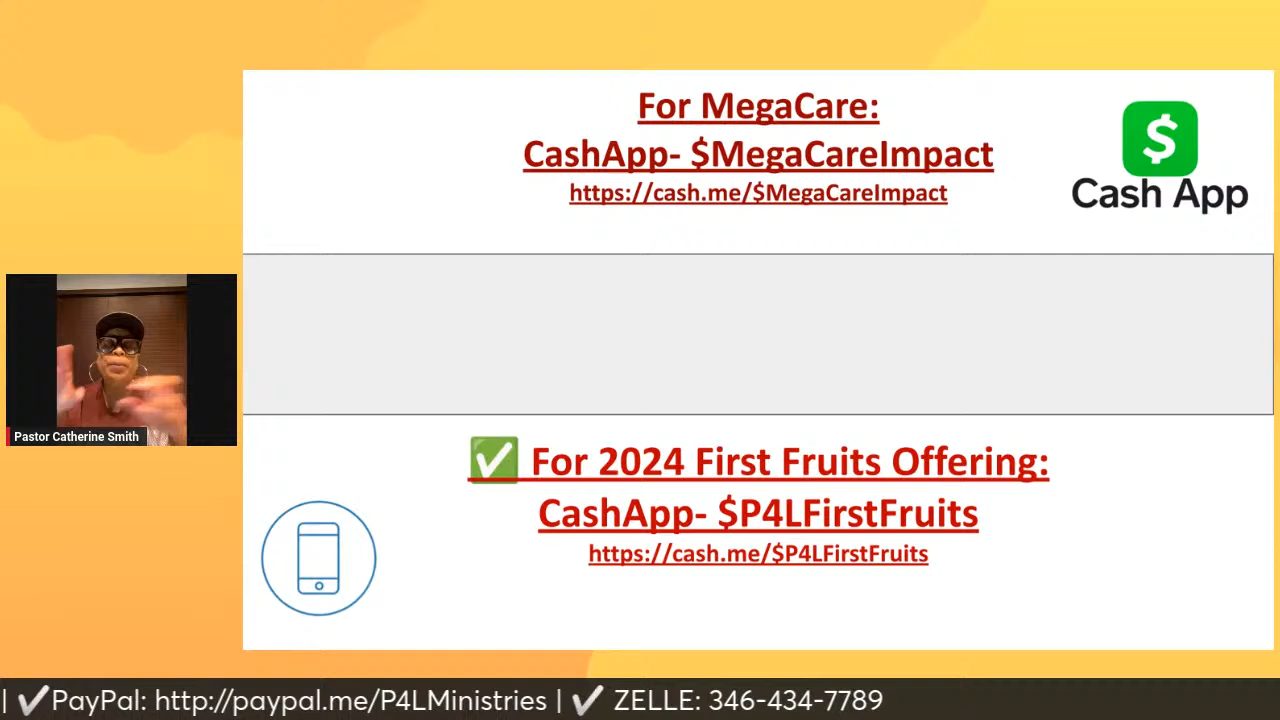 For MegaCare:
CashApp- $MegaCareImpact
https://cash.me/$MegaCareImpact
$
Cash App
Pastor Catherine Smith
✅ For 2024 First Fruits Offering:
CashApp- $P4LFirstFruits
https://cash.me/$P4LFirstFruits
| ✔PayPal: http://paypal.me/P4LMinistries | ✔ ZELLE: 346-434-7789